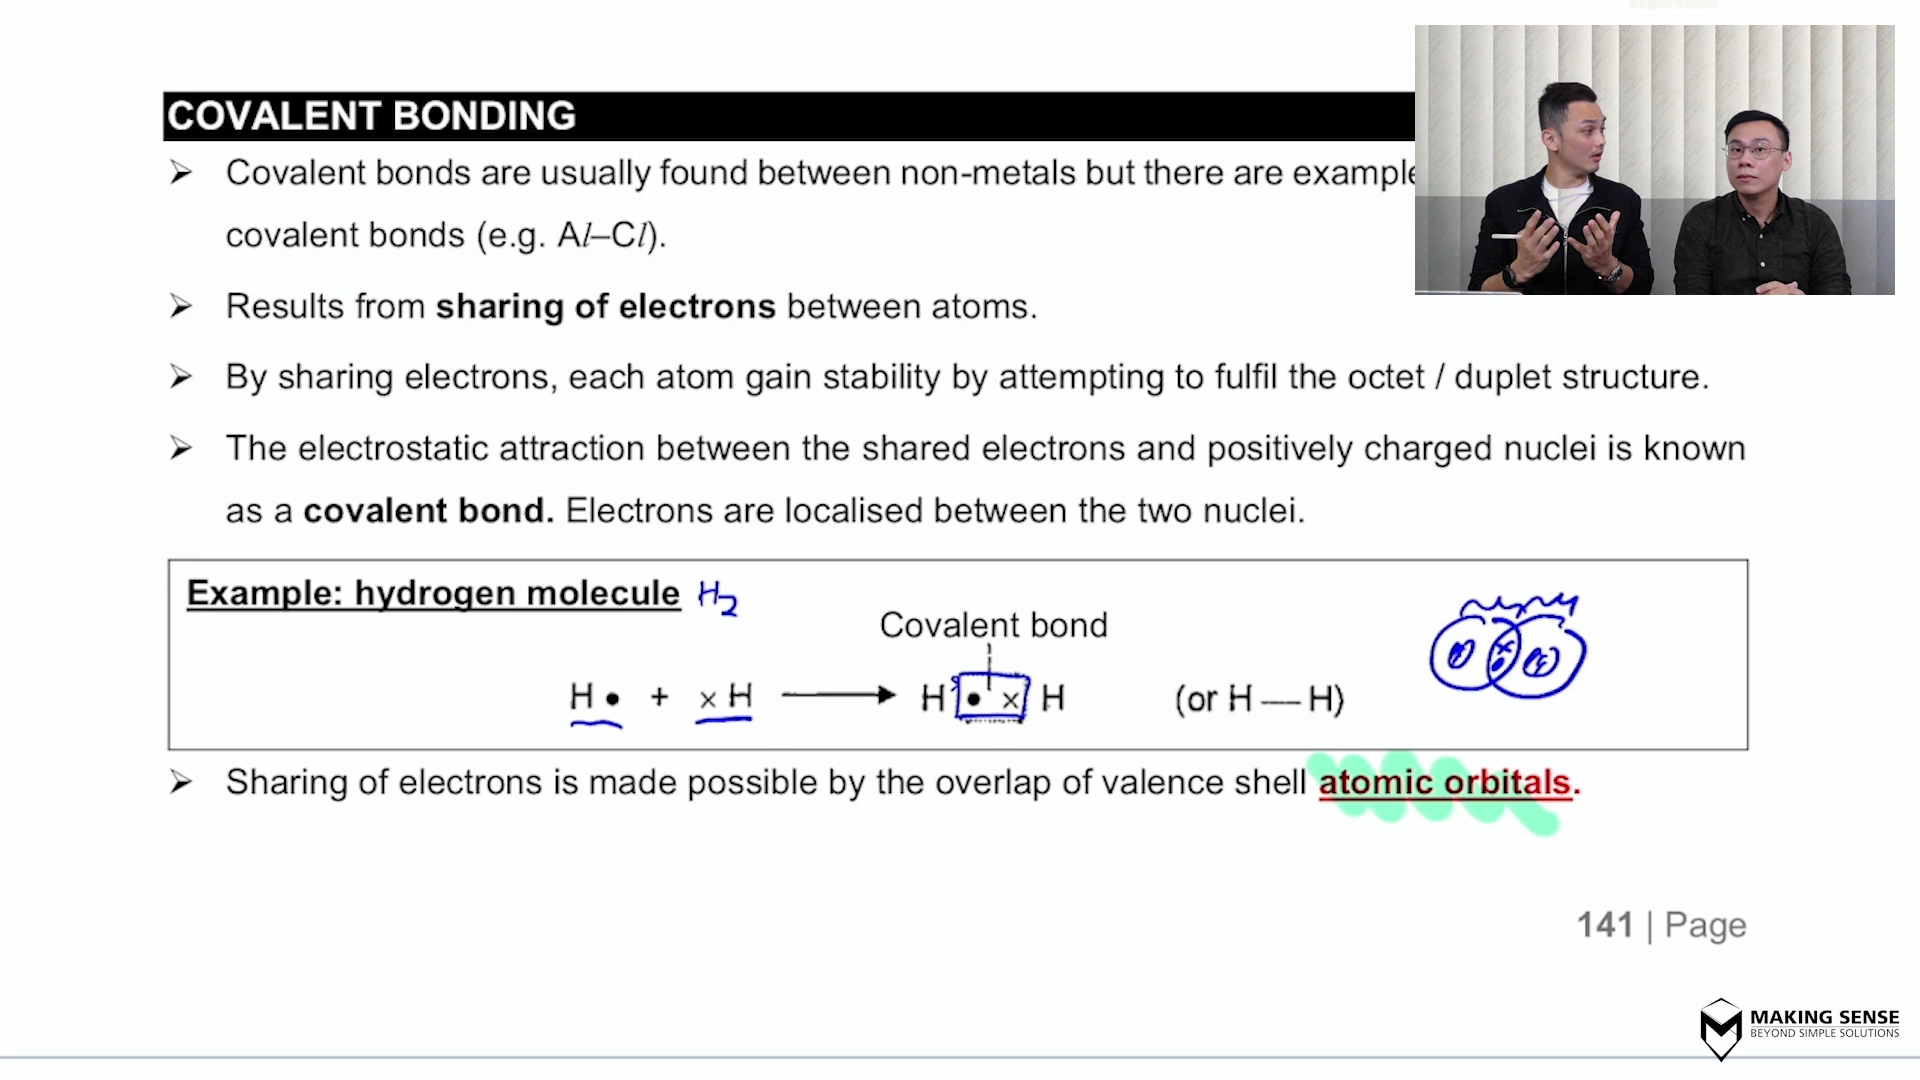 COVALENT BONDING
➢ Covalent bonds are usually found between non-metals but there are example
covalent bonds (e.g. Al–Cl).
➢ Results from sharing of electrons between atoms.
➢ By sharing electrons, each atom gain stability by attempting to fulfil the octet / duplet structure.
➢ The electrostatic attraction between the shared electrons and positively charged nuclei is known
as a covalent bond. Electrons are localised between the two nuclei.
Example: hydrogen molecule H2
Covalent bond
H • + x H → H • x H (or H — H)
➢ Sharing of electrons is made possible by the overlap of valence shell atomic orbitals.
141 | Page
MAKING SENSE
BEYOND SIMPLE SOLUTIONS